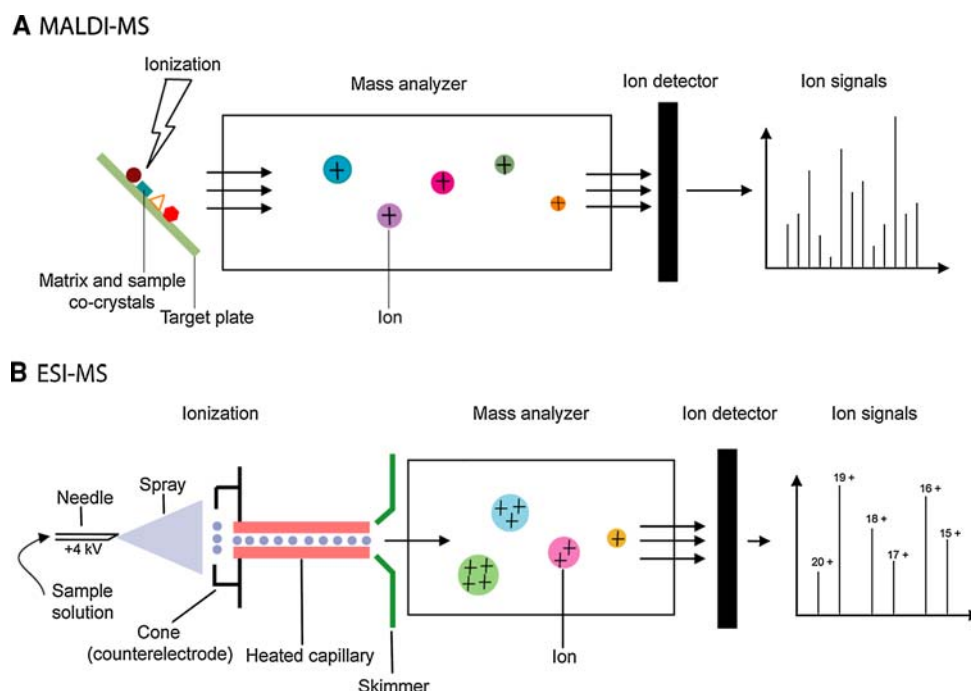 A MALDI-MS
Ionization
Mass analyzer
Ion detector
Ion signals
+
+
+
+
+
Matrix and sample
co-crystals
Target plate
Ion
B ESI-MS
Ionization
Mass analyzer
Ion detector
Ion signals
Needle
Spray
+4 kV
Sample
solution
Cone
(counterelectrode)
Heated capillary
Skimmer
+ + +
+ + + +
+ +
+
Ion
20 +
19 +
18 +
17 +
16 +
15 +